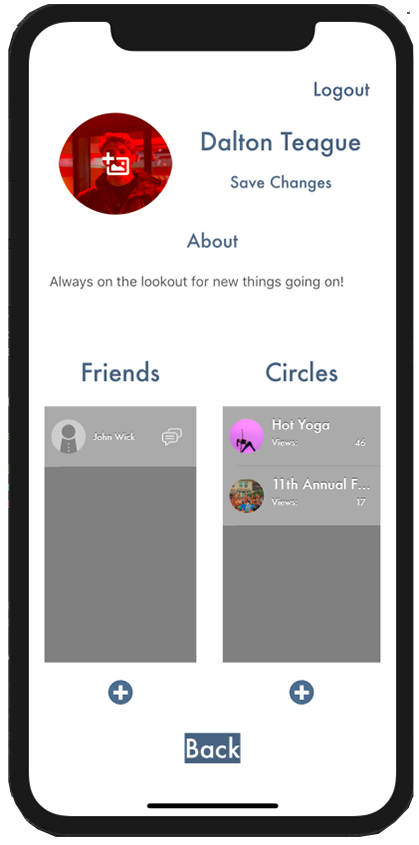 Logout
Dalton Teague
Save Changes
About
Always on the lookout for new things going on!
Friends
Circles
John Wick
Hot Yoga
Views: 46
11th Annual F...
Views: 17
Back